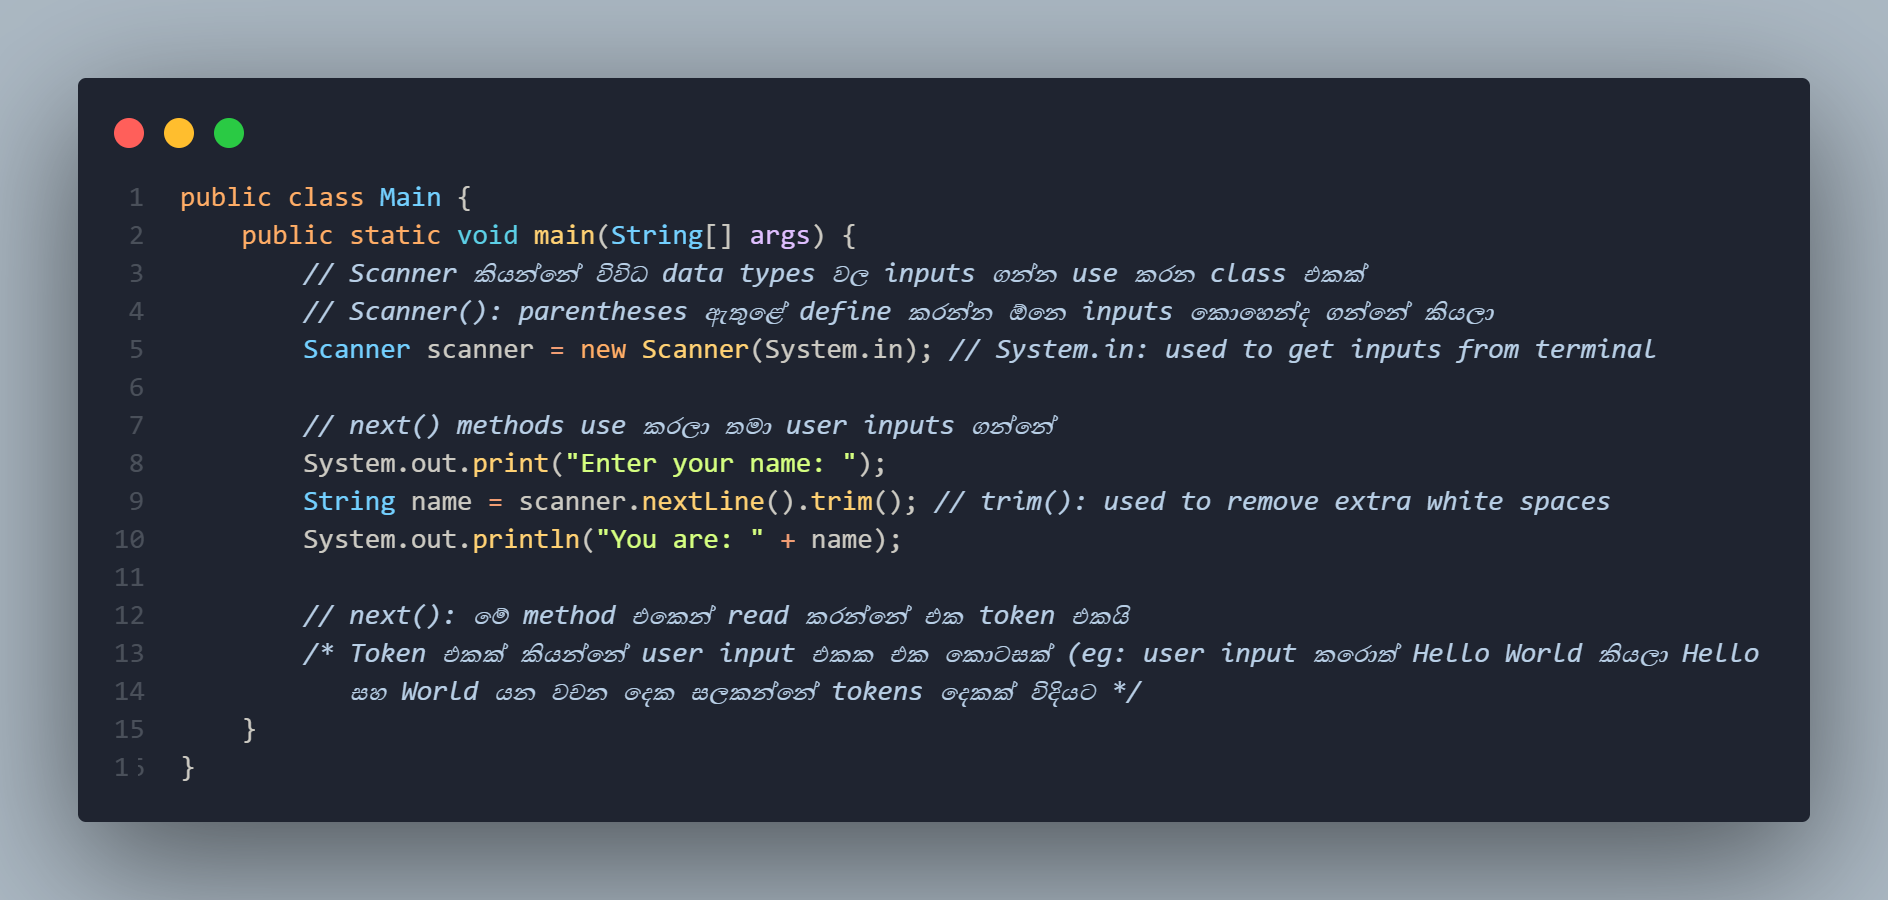 1 public class Main {
2 public static void main(String[] args) {
3 // Scanner කියන්නේ විවිධ data types වල inputs ගන්න use කරන class එකක්
4 // Scanner(): parentheses ඇතුළේ define කරන්න ඕනෙ inputs කොහෙන්ද ගන්නේ කියලා
5 Scanner scanner = new Scanner(System.in); // System.in: used to get inputs from terminal
6
7 // next() methods use කරලා තමා user inputs ගන්නේ
8 System.out.print("Enter your name: ");
9 String name = scanner.nextLine().trim(); // trim(): used to remove extra white spaces
10 System.out.println("You are: " + name);
11
12 // next(): මේ method එකෙන් read කරන්නේ එක token එකයි
13 /* Token එකක් කියන්නේ user input එකක එක කොටසක් (eg: user input කරොත් Hello World කියලා Hello
14 සහ World යන වචන දෙක සලකන්නේ tokens දෙකක් විදියට */
15 }
16 }